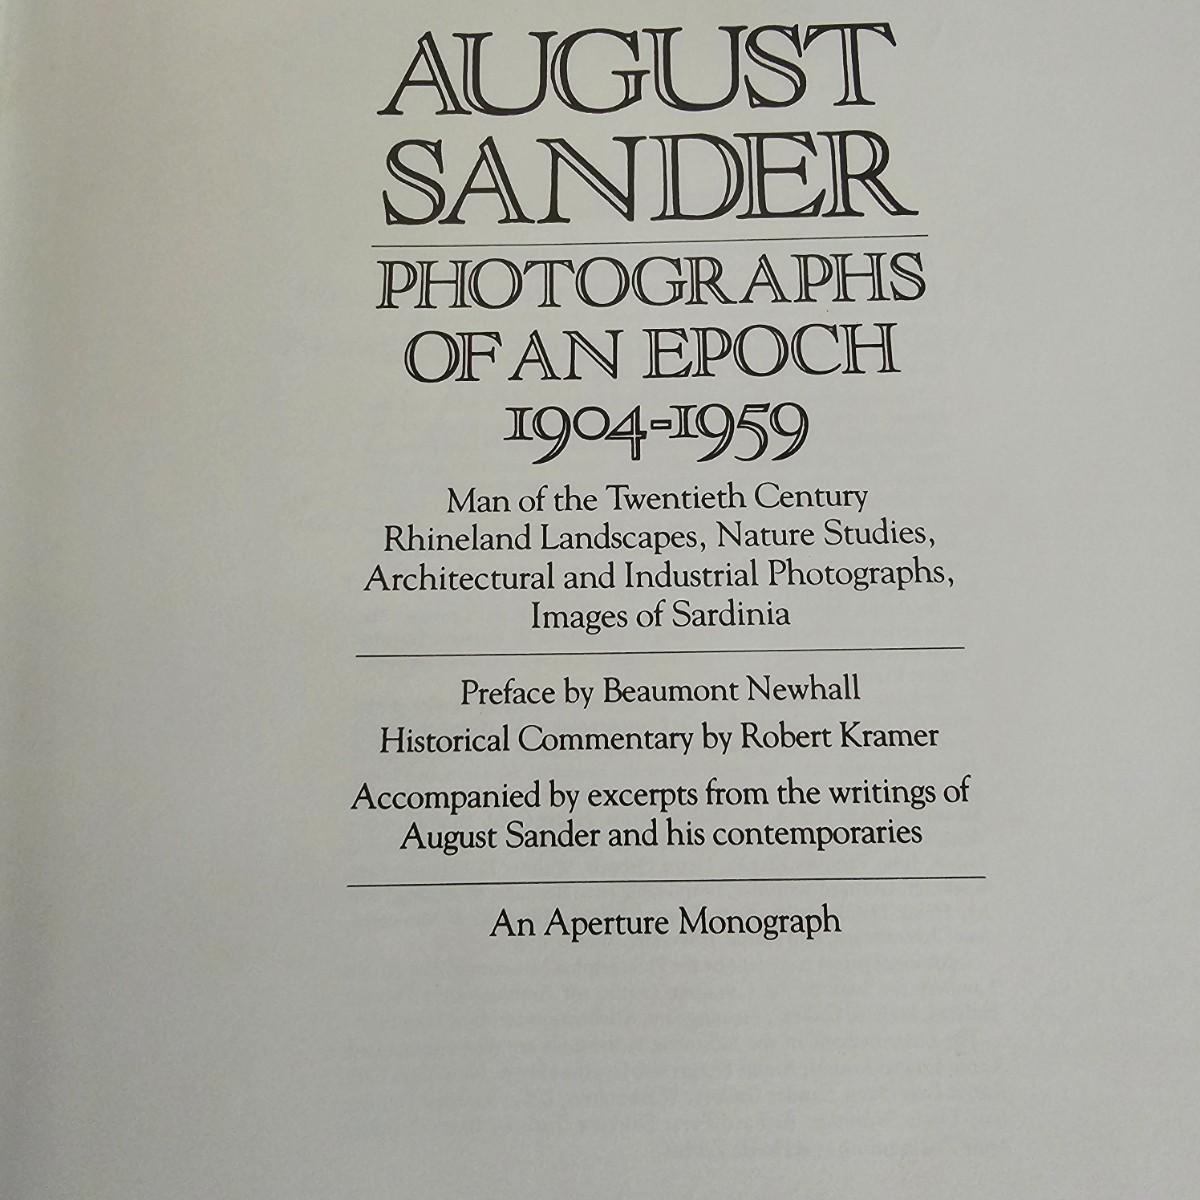 AUGUST
SANDER
PHOTOGRAPHS
OF AN EPOCH
1904-1959
Man of the Twentieth Century
Rhineland Landscapes, Nature Studies,
Architectural and Industrial Photographs,
Images of Sardinia
Preface by Beaumont Newhall
Historical Commentary by Robert Kramer
Accompanied by excerpts from the writings of
August Sander and his contemporaries
An Aperture Monograph